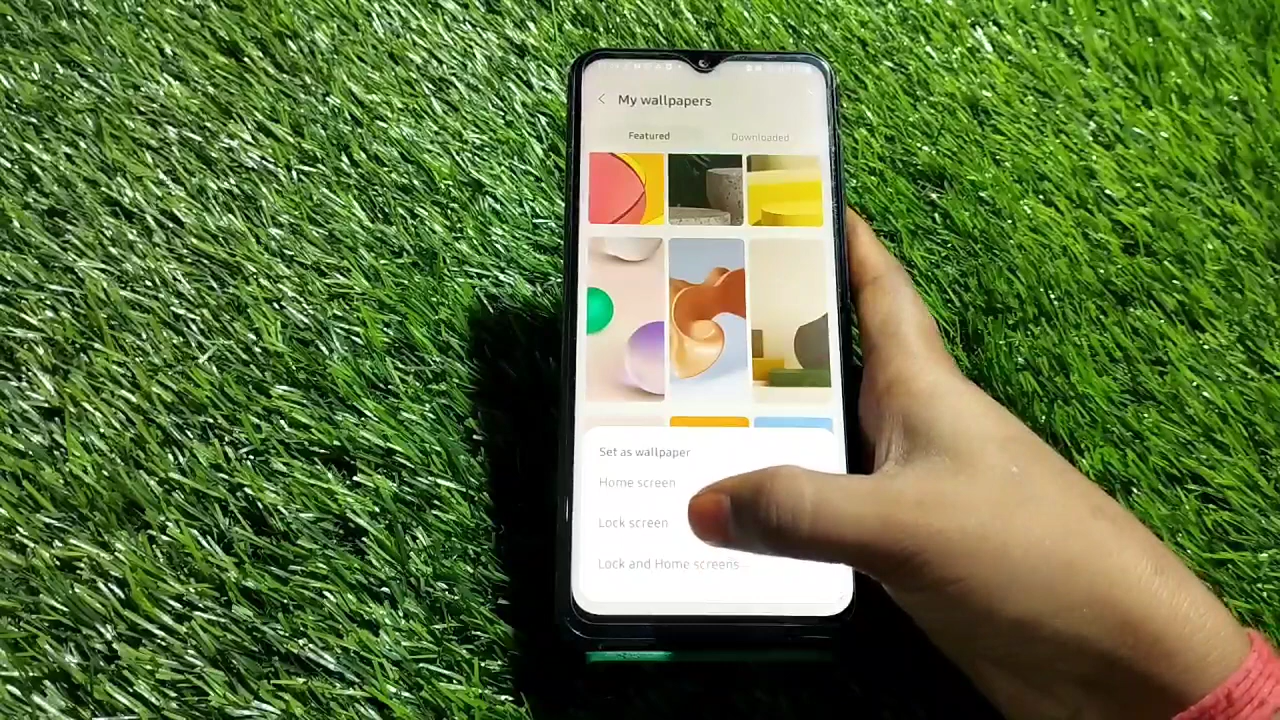 My wallpapers
Featured Downloaded
Set as wallpaper
Home screen
Lock screen
Lock and Home screens